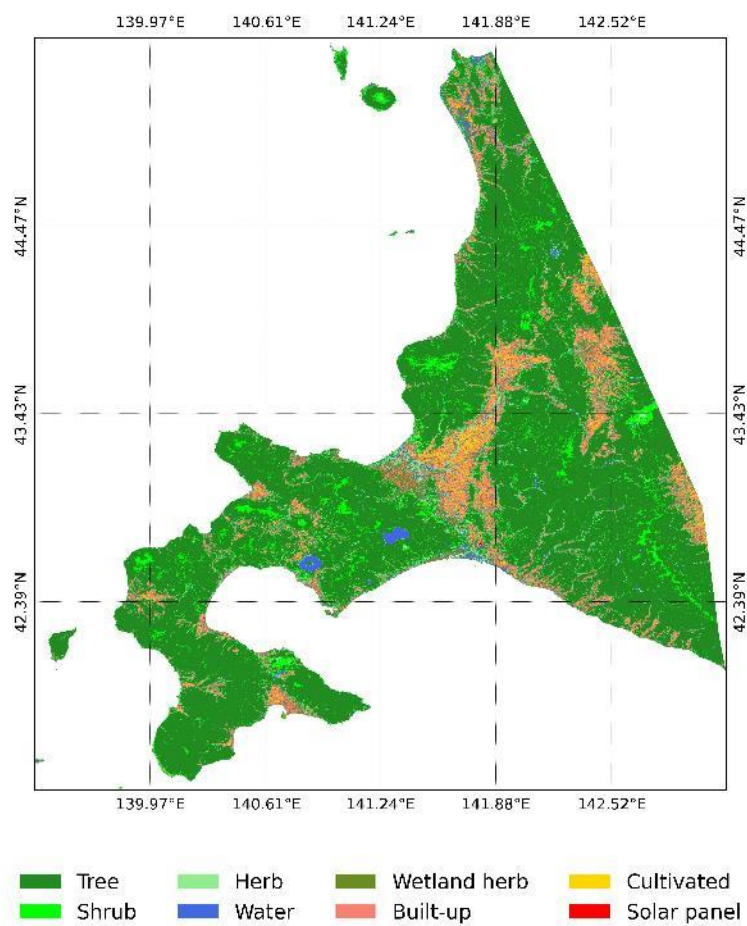 139.97°E 140.61°E 141.24°E 141.88°E 142.52°E
44.47°N 44.47°N
43.43°N 43.43°N
42.39°N 42.39°N
139.97°E 140.61°E 141.24°E 141.88°E 142.52°E
Tree Herb Wetland herb Cultivated
Shrub Water Built-up Solar panel